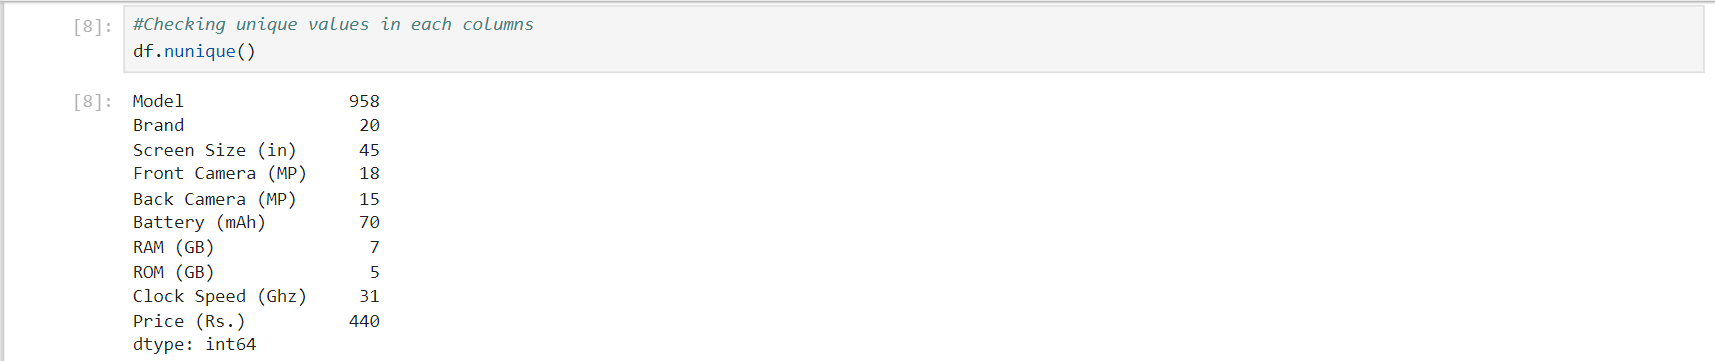 [8]: #Checking unique values in each columns
df.nunique()
[8]: Model 958
Brand 20
Screen Size (in) 45
Front Camera (MP) 18
Back Camera (MP) 15
Battery (mAh) 70
RAM (GB) 7
ROM (GB) 5
Clock Speed (Ghz) 31
Price (Rs.) 440
dtype: int64